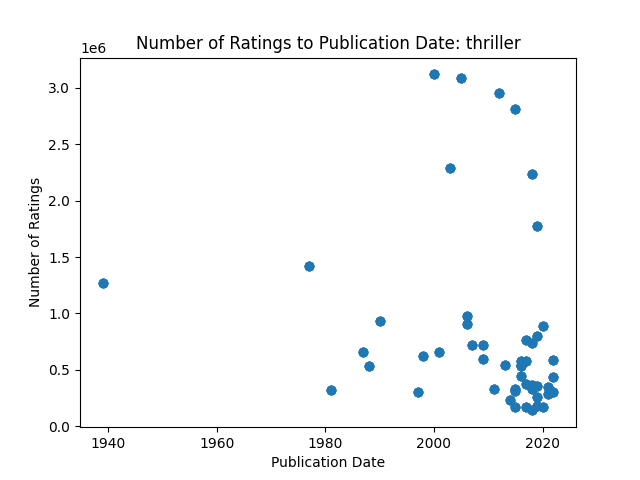 Number of Ratings to Publication Date: thriller
1e6
3.0
2.5
2.0
1.5
1.0
0.5
0.0
Number of Ratings
1940 1960 1980 2000 2020
Publication Date